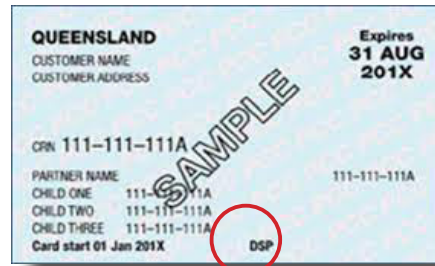 QUEENSLAND
Expires
31 AUG
201X
CUSTOMER NAME
CUSTOMER ADDRESS
SAMPLE
CRN 111-111-111A
PARTNER NAME 111-111-111A
CHILD ONE 111-111-111A
CHILD TWO 111-111-111A
CHILD THREE 111-111-111A
Card start 01 Jan 201X DSP